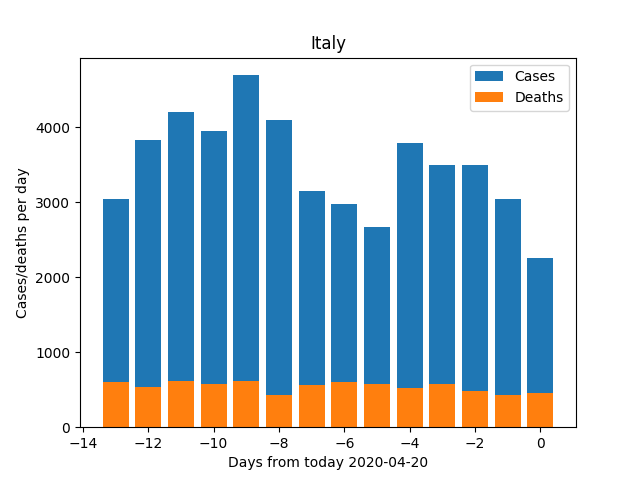 Italy
Cases
Deaths
Cases/deaths per day
4000
3000
2000
1000
0
−14 −12 −10 −8 −6 −4 −2 0
Days from today 2020-04-20